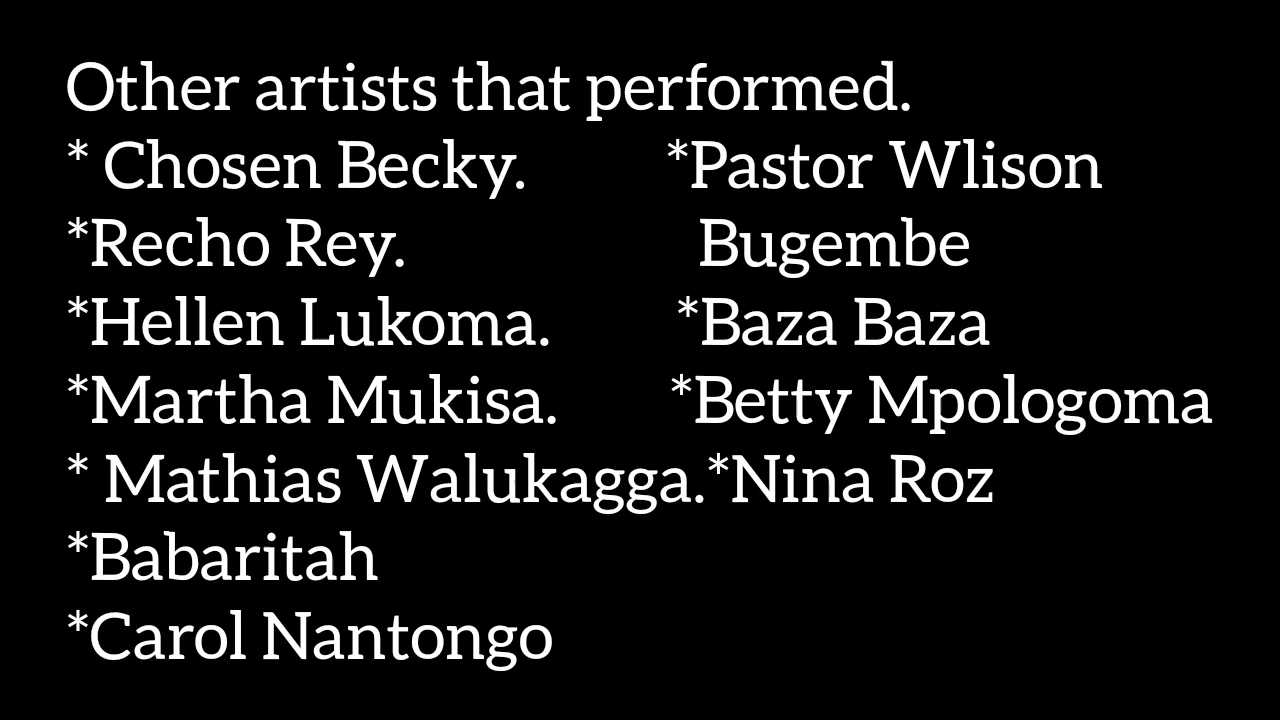 Other artists that performed.
* Chosen Becky.
*Recho Rey.
*Hellen Lukoma.
*Martha Mukisa.
* Mathias Walukagga.
*Babaritah
*Carol Nantongo
*Pastor Wlison
Bugembe
*Baza Baza
*Betty Mpologoma
*Nina Roz